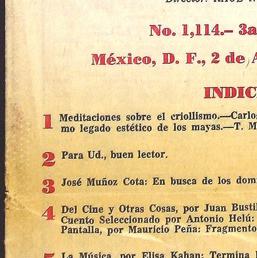 No. 1,114.- 3a
México, D. F., 2 de
INDIC
1 Meditaciones sobre el criollismo.—Carlo
mo legado estético de los mayas.—T. M
2 Para Ud., buen lector.
3 José Muñoz Cota: En busca de los dom
4 Del Cine y Otras Cosas, por Juan Busti
Cuento Seleccionado por Antonio Helú:
Pantalla, por Mauricio Peña: Fragmento
5 La Música, por Elisa Kahan: Termina